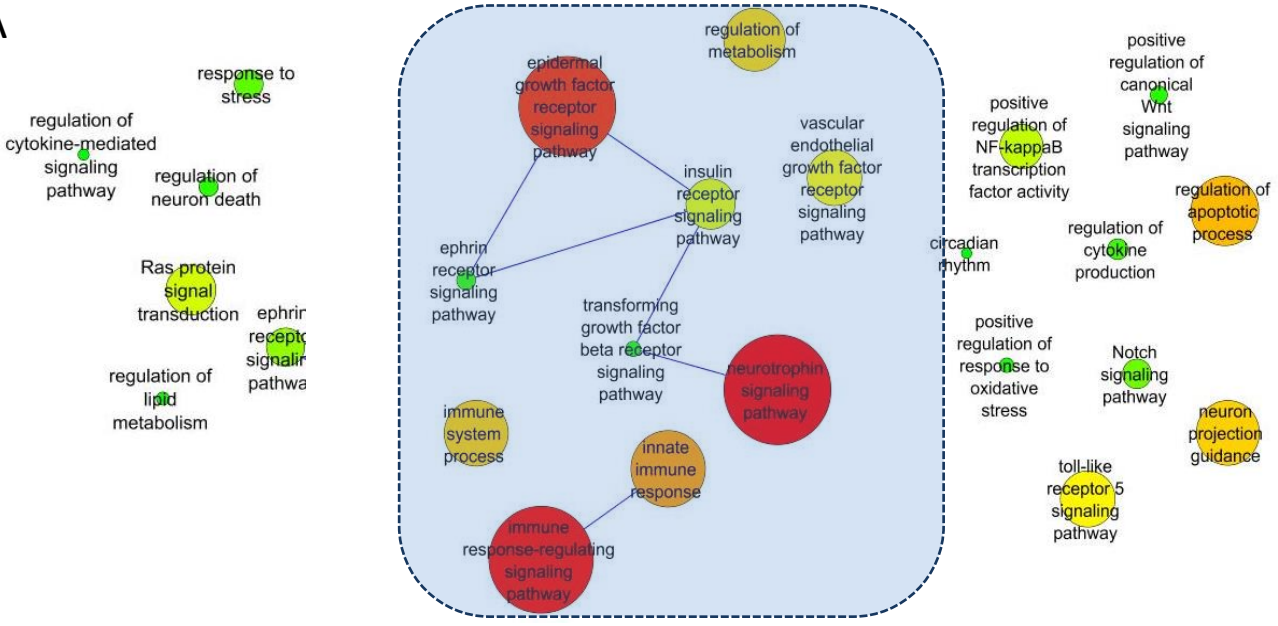 A
response to
stress
regulation of
cytokine-mediated
signaling
pathway
regulation of
neuron death
Ras protein
signal
transduction
ephrin
recepto
signalin
pathwa
regulation of
lipid
metabolism
regulation of
metabolism
epidermal
growth factor
receptor
signaling
pathway
vascular
endothelial
growth factor
receptor
signaling
pathway
insulin
receptor
signaling
pathway
ephrin
receptor
signaling
pathway
transforming
growth factor
beta receptor
signaling
pathway
neurotrophin
signaling
pathway
immune
system
process
innate
immune
response
immune
response-regulating
signaling
pathway
positive
regulation of
canonical
Wnt
signaling
pathway
positive
regulation of
NF-kappaB
transcription
factor activity
regulation of
apoptotic
process
circadian
rhythm
regulation of
cytokine
production
positive
regulation of
response to
oxidative
stress
Notch
signaling
pathway
neuron
projection
guidance
toll-like
receptor 5
signaling
pathway